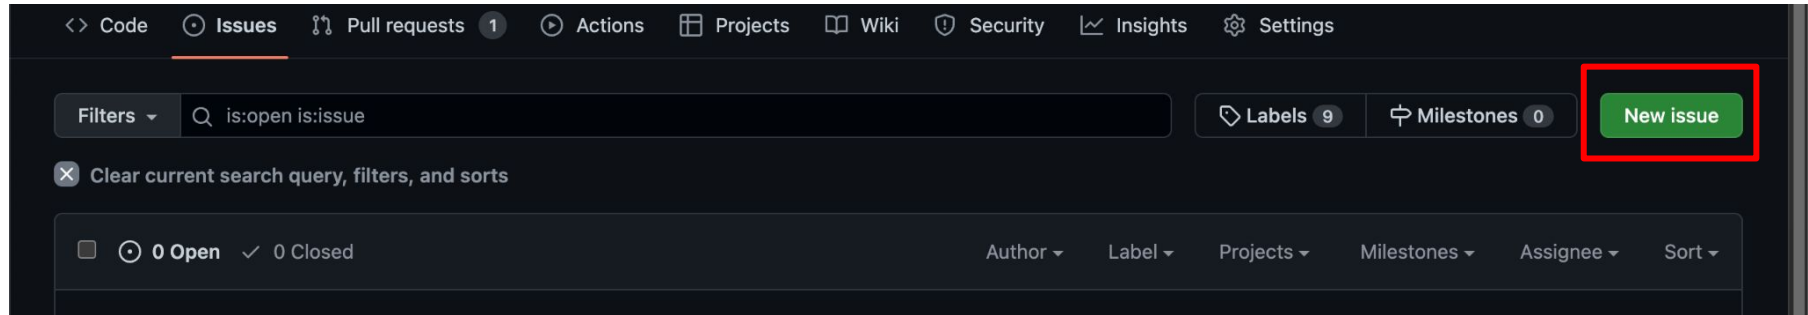 Code Issues Pull requests 1 Actions Projects Wiki Security Insights Settings
Filters is:open is:issue Labels 9 Milestones 0 New issue
Clear current search query, filters, and sorts
0 Open 0 Closed Author Label Projects Milestones Assignee Sort